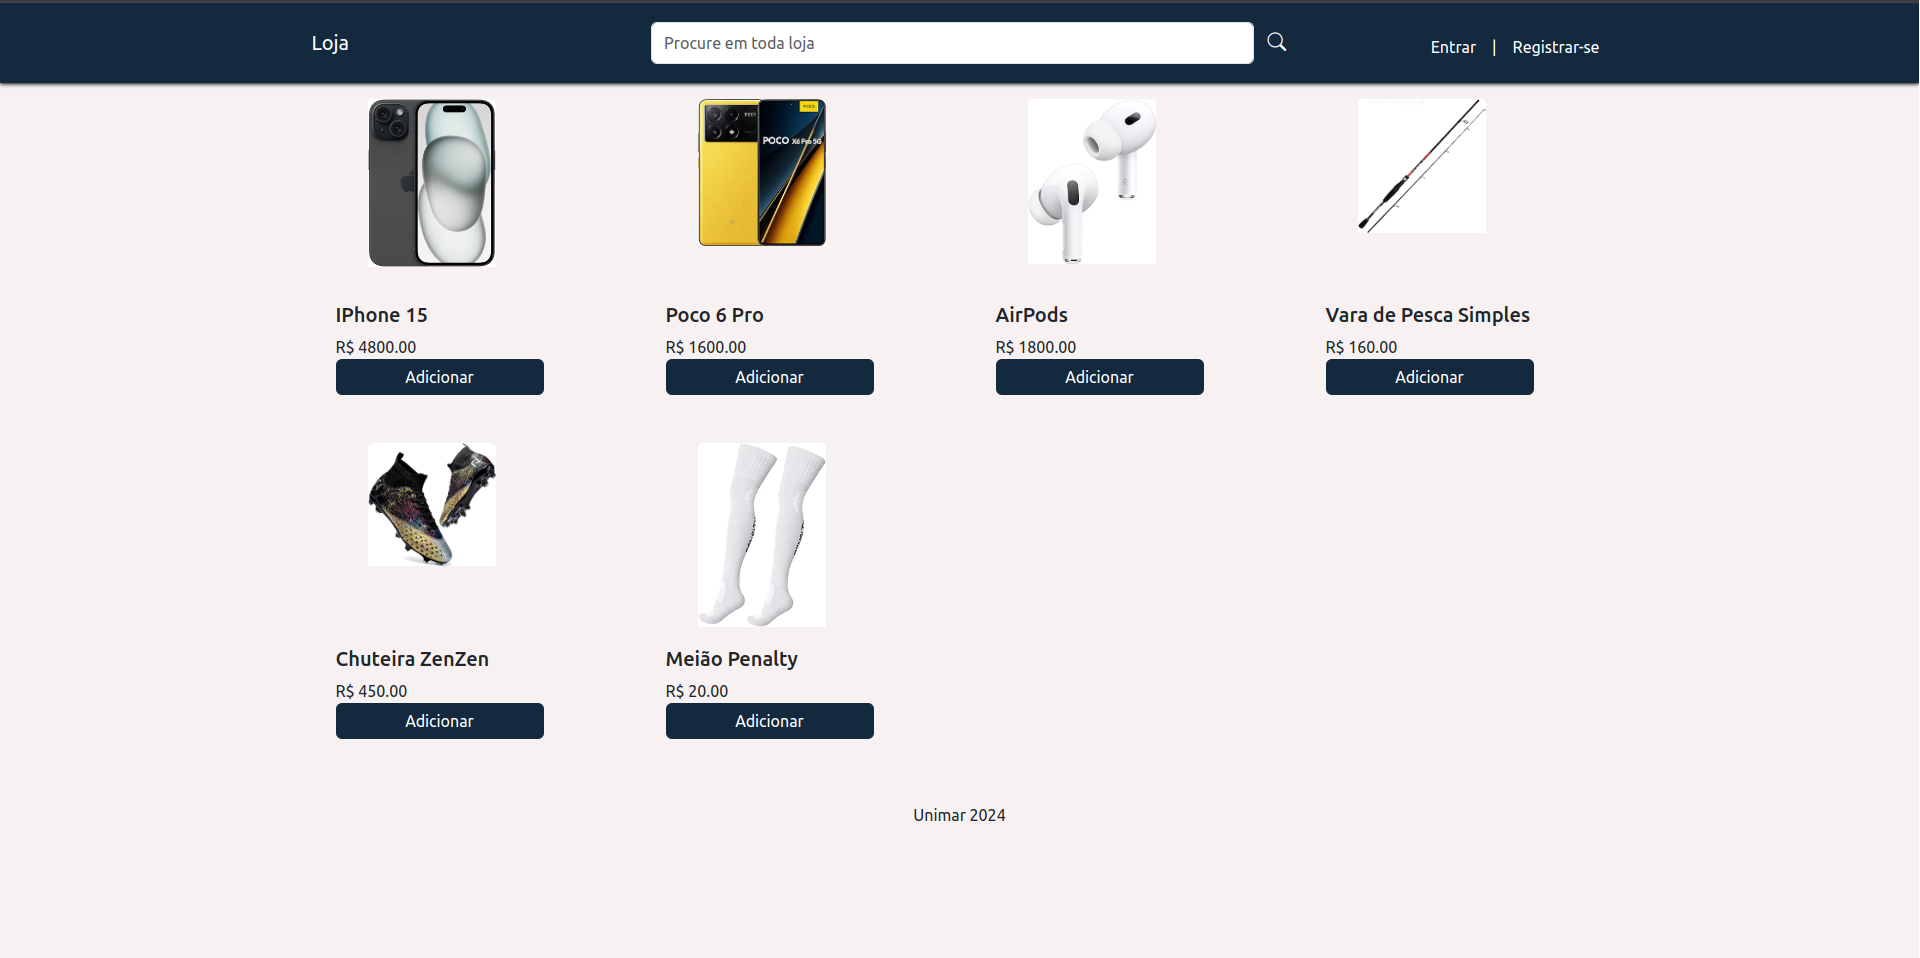 Loja
Procure em toda loja
Entrar | Registrar-se
POCO
POCO X6 Pro 5G
IPhone 15
R$ 4800.00
Adicionar
Poco 6 Pro
R$ 1600.00
Adicionar
AirPods
R$ 1800.00
Adicionar
Vara de Pesca Simples
R$ 160.00
Adicionar
Chuteira ZenZen
R$ 450.00
Adicionar
Meião Penalty
R$ 20.00
Adicionar
Unimar 2024